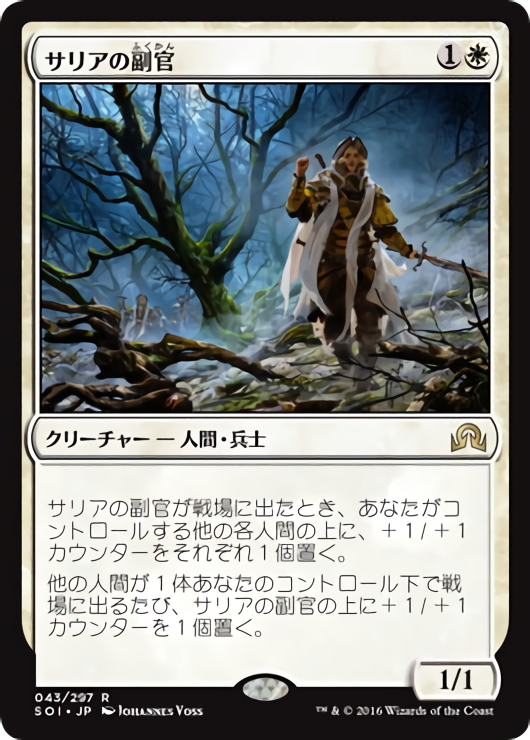 サリアの副官
ふくかん
1
クリーチャー — 人間・兵士
サリアの副官が戦場に出たとき、あなたがコ
ントロールする他の各人間の上に、+1/+1
カウンターをそれぞれ1個置く。
他の人間が1体あなたのコントロール下で戦
場に出るたび、サリアの副官の上に+1/+1
カウンターを1個置く。
1/1
043/297 R
SOI・JP Johannes Voss
™ & © 2016 Wizards of the Coast